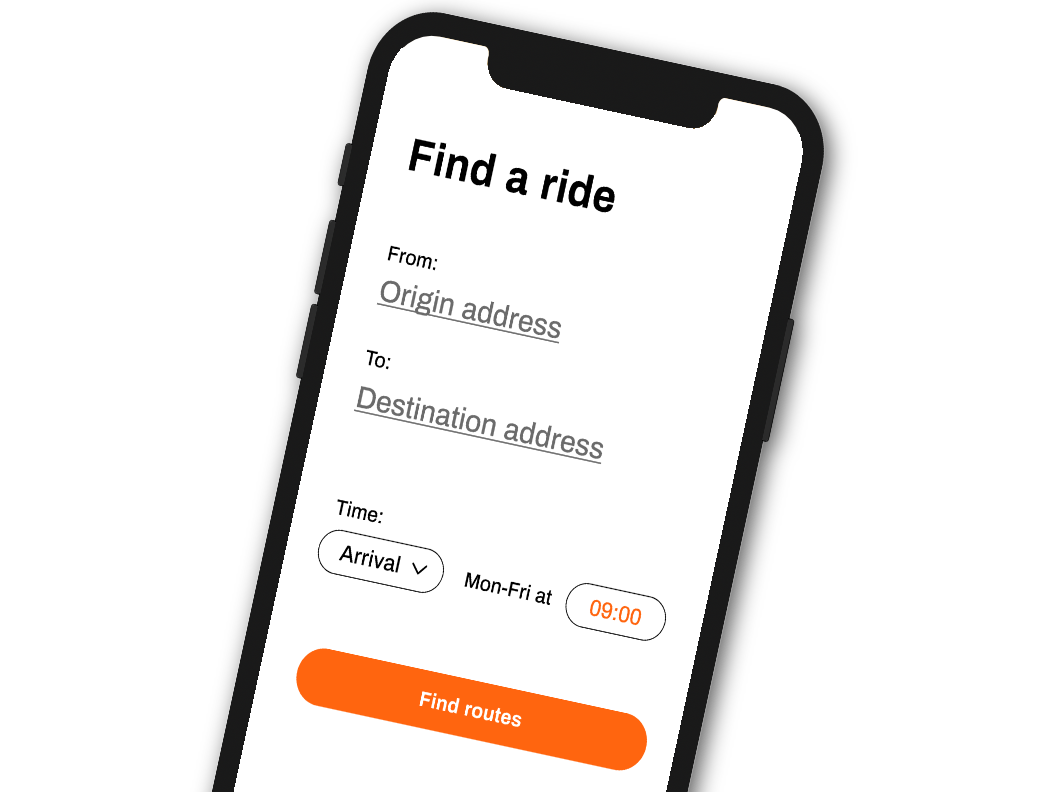 Find a ride
From:
Origin address
To:
Destination address
Time:
Arrival
Mon-Fri at
09:00
Find routes